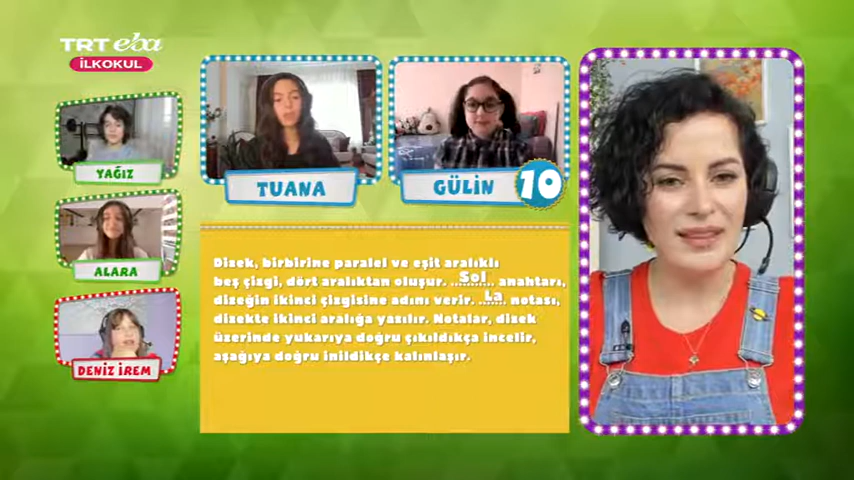 TRT eba
İLKOKUL
YAĞIZ
ALARA
DENİZ İREM
TUANA
GÜLİN
10
Dizek, birbirine paralel ve eşit aralıklı
beş çizgi, dört aralıktan oluşur. ...Sol... anahtarı,
dizeğin ikinci çizgisine adını verir. ...La... notası,
dizekte ikinci aralığa yazılır. Notalar, dizek
üzerinde yukarıya doğru çıkıldıkça incelir,
aşağıya doğru inildikçe kalınlaşır.